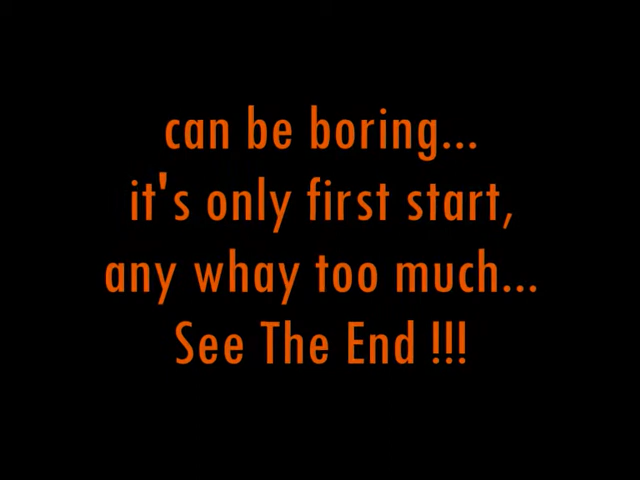 can be boring...
it's only first start,
any whay too much...
See The End !!!